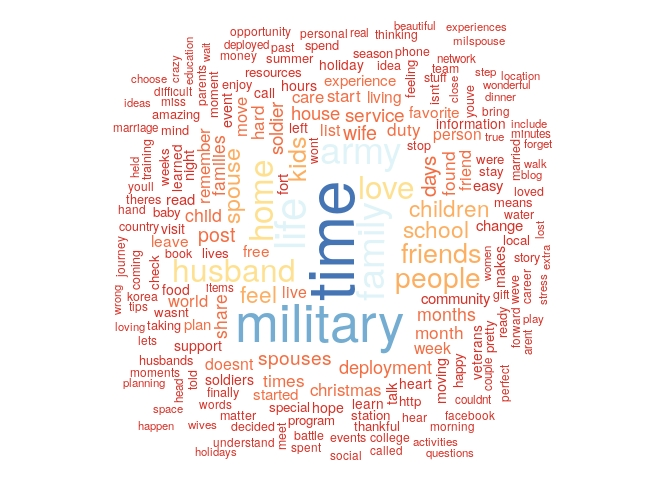 beautiful experiences
opportunity personal real thinking
milspouse
deployed past spend
money summer season phone
network
crazy education wait
holiday idea
team step location
choose parents moment resources
feeling stuff wonderful
difficult enjoy call hours experience
isnt close youve dinner
ideas miss event care start living
favorite bring
amazing move hard soldier house service
information include
marriage mind left list wife duty person true minutes
held training weeks learned night remember families
kids wont army stop married forget
were walk
days found friend stay blog
youll spouse home fort love easy
theres read loved
hand baby child life time family children means
country visit post school change water
lost
leave free local
journey coming check book lives friends women makes story extra
husband
korea food Items people
wrong tips world feel live community gift weve career stress
wasnt share months
loving taking plan military forward ready play
lets support month
veterans pretty arent
husbands doesnt spouses week
moments deployment moving happy couple perfect
planning head told soldiers times heart
finally started christmas talk http couldnt
space words special hope learn
matter station hear facebook
happen wives decided program thankful morning
meet battle events college activities
understand spent called questions
holidays social